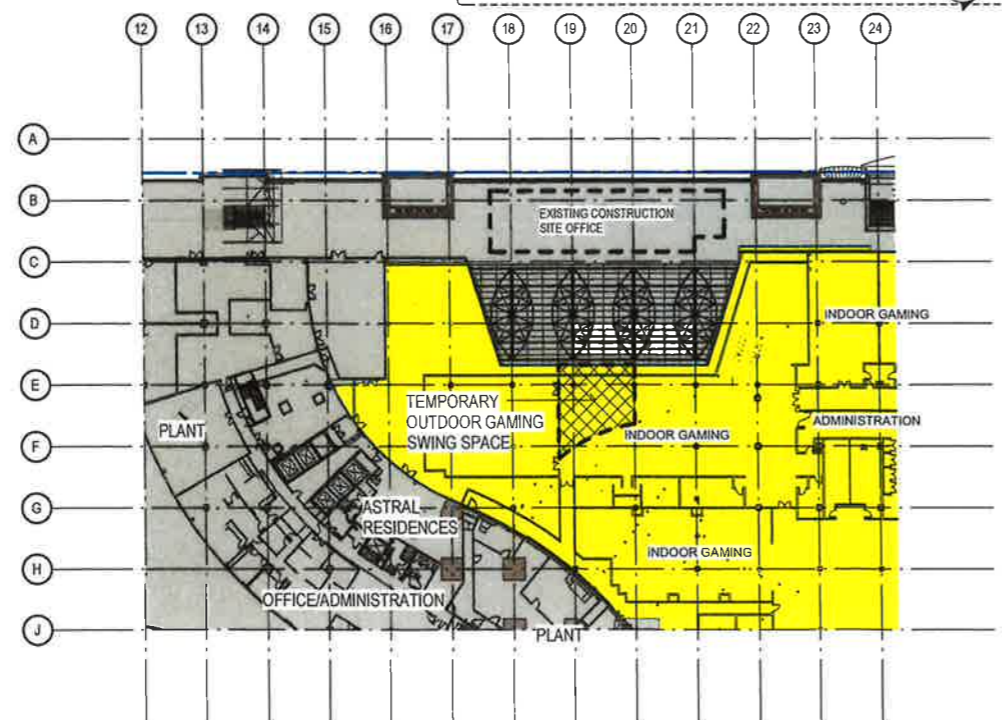 12 13 14 15 16 17 18 19 20 21 22 23 24
A
B
EXISTING CONSTRUCTION
SITE OFFICE
C
D
INDOOR GAMING
E
TEMPORARY
OUTDOOR GAMING
SWING SPACE
PLANT
INDOOR GAMING
ADMINISTRATION
F
G
ASTRAL
RESIDENCES
INDOOR GAMING
H
OFFICE/ADMINISTRATION
J
PLANT